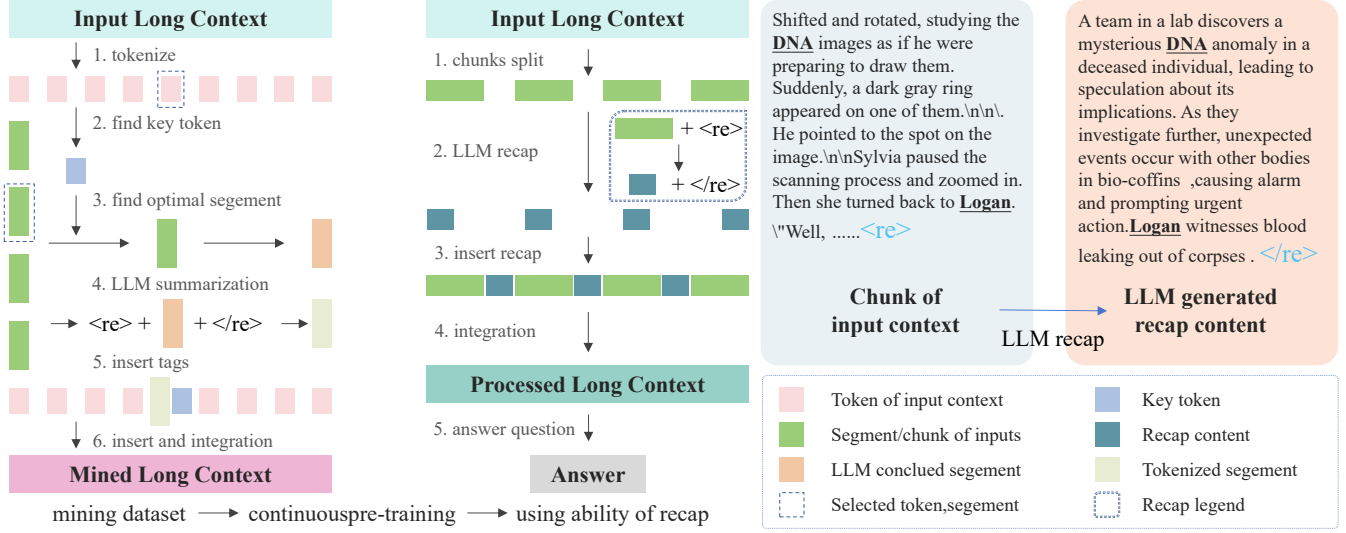 Input Long Context
1. tokenize
2. find key token
3. find optimal segement
4. LLM summarization
<re> + + </re>
5. insert tags
6. insert and integration
Mined Long Context
Input Long Context
1. chunks split
+ <re>
2. LLM recap
+ </re>
3. insert recap
4. integration
Processed Long Context
5. answer question
Answer
mining dataset continuouspre-training using ability of recap
Shifted and rotated, studying the
DNA images as if he were
preparing to draw them.
Suddenly, a dark gray ring
appeared on one of them.\n\n\.
He pointed to the spot on the
image.\n\nSylvia paused the
scanning process and zoomed in.
Then she turned back to Logan.
\"Well, ...... <re>
Chunk of
input context
LLM recap
A team in a lab discovers a
mysterious DNA anomaly in a
deceased individual, leading to
speculation about its
implications. As they
investigate further, unexpected
events occur with other bodies
in bio-coffins ,causing alarm
and prompting urgent
action.Logan witnesses blood
leaking out of corpses . </re>
LLM generated
recap content
Token of input context
Key token
Segment/chunk of inputs
Recap content
LLM conclued segement
Tokenized segement
Selected token,segement
Recap legend